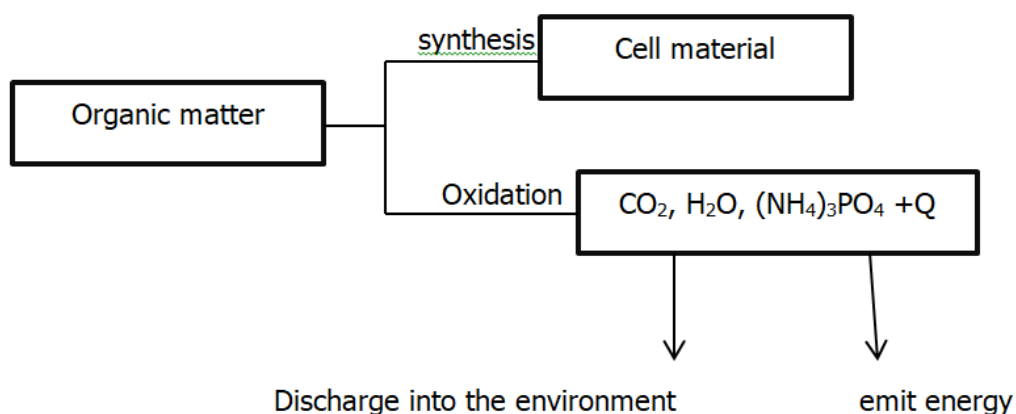 synthesis
Cell material
Organic matter
Oxidation
CO₂, H₂O, (NH₄)₃PO₄ +Q
Discharge into the environment
emit energy